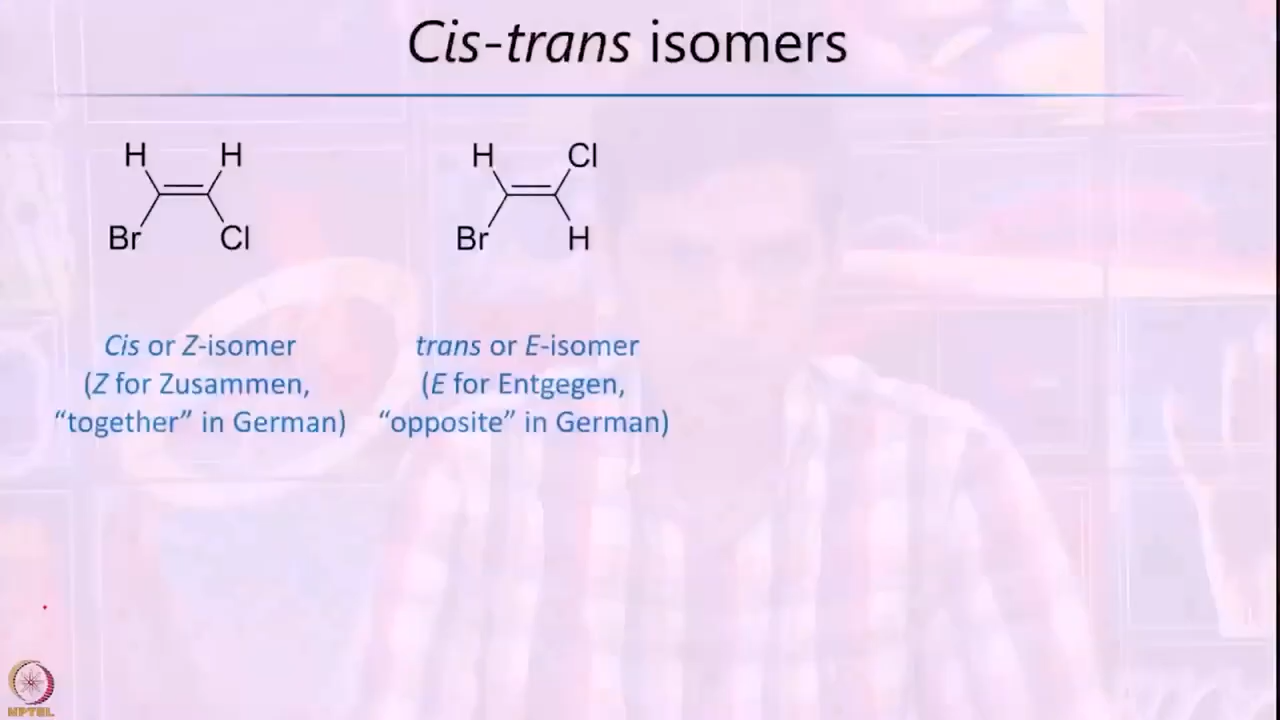 Cis-trans isomers
H H
Br Cl
H Cl
Br H
Cis or Z-isomer
(Z for Zusammen,
“together” in German)
trans or E-isomer
(E for Entgegen,
“opposite” in German)
NPTEL